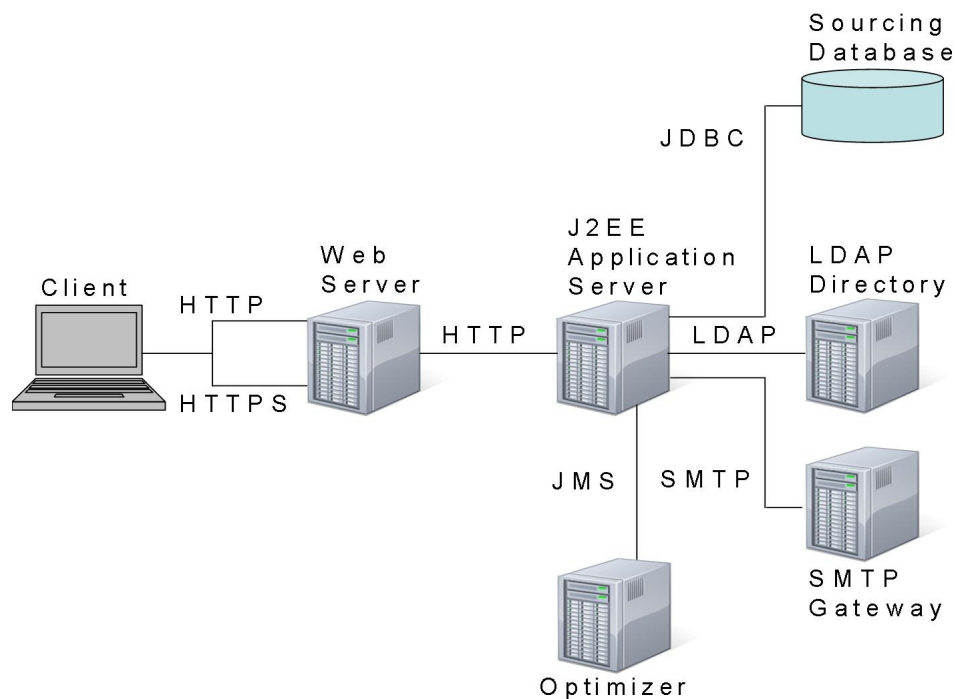 Sourcing
Database
JDBC
J2EE
Application
Server
Web
Server
LDAP
Directory
Client
HTTP
HTTP
LDAP
HTTPS
JMS
SMTP
SMTP
Gateway
Optimizer